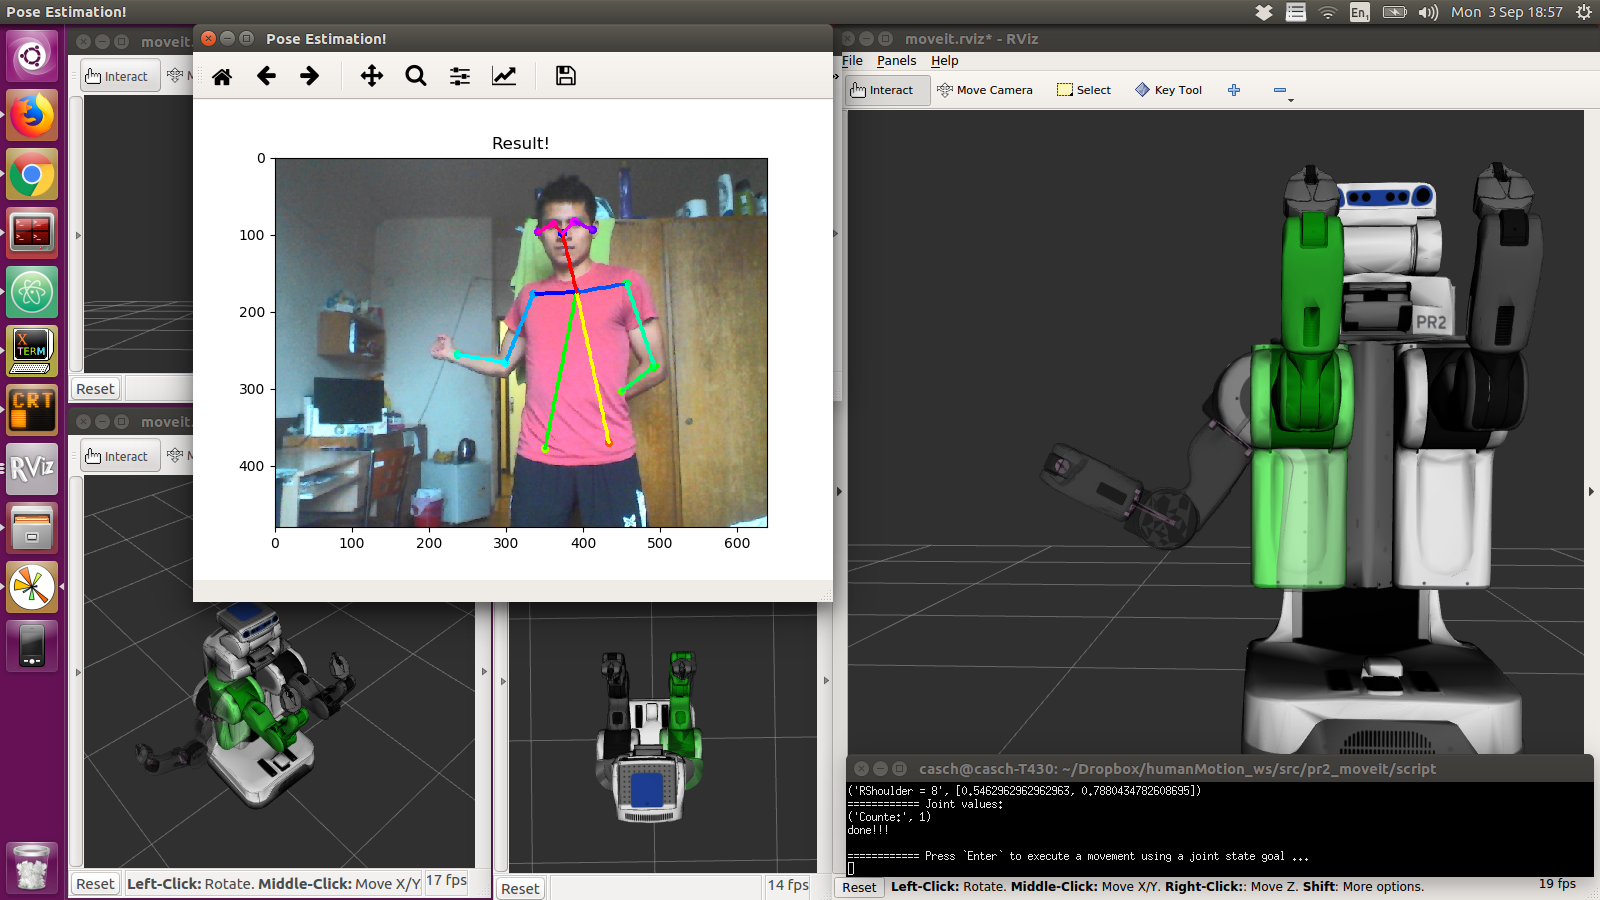 Pose Estimation!
En1
Mon 3 Sep 18:57
moveit.
Interact
M
Reset
moveit.
Interact
M
Pose Estimation!
Result!
0
100
200
300
400
0
100
200
300
400
500
600
moveit.rviz* - RViz
File Panels Help
Interact
Move Camera
Select
Key Tool
PR2
X
TERM
CRT
RViz
casch@casch-T430: ~/Dropbox/humanMotion_ws/src/pr2_moveit/script
('RShoulder = 8', [0.5462962962962963, 0.7880434782608695])
============ Joint values:
('Counte:', 1)
done!!!
============ Press `Enter` to execute a movement using a joint state goal ...
Reset
Left-Click: Rotate. Middle-Click: Move X/Y
17 fps
Reset
14 fps
Reset
Left-Click: Rotate. Middle-Click: Move X/Y. Right-Click:: Move Z. Shift: More options.
19 fps